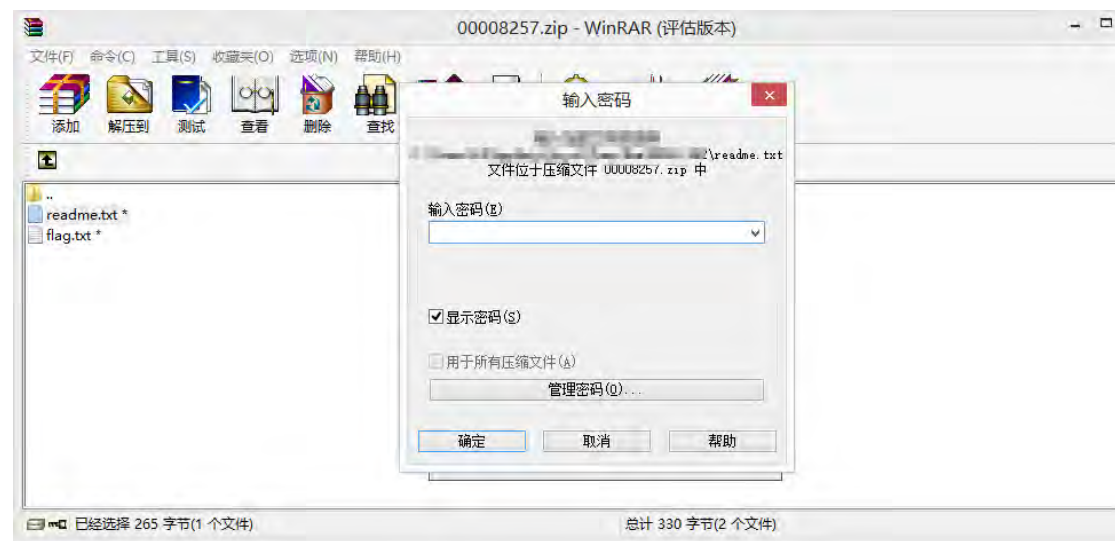 00008257.zip - WinRAR (评估版本)
文件(F) 命令(C) 工具(S) 收藏夹(O) 选项(N) 帮助(H)
添加 解压到 测试 查看 删除 查找
输入密码
\readme.txt
文件位于压缩文件 00008257.zip 中
..
readme.txt *
flag.txt *
输入密码(E)
显示密码(S)
用于所有压缩文件(A)
管理密码(O)...
确定 取消 帮助
已经选择 265 字节(1 个文件) 总计 330 字节(2 个文件)